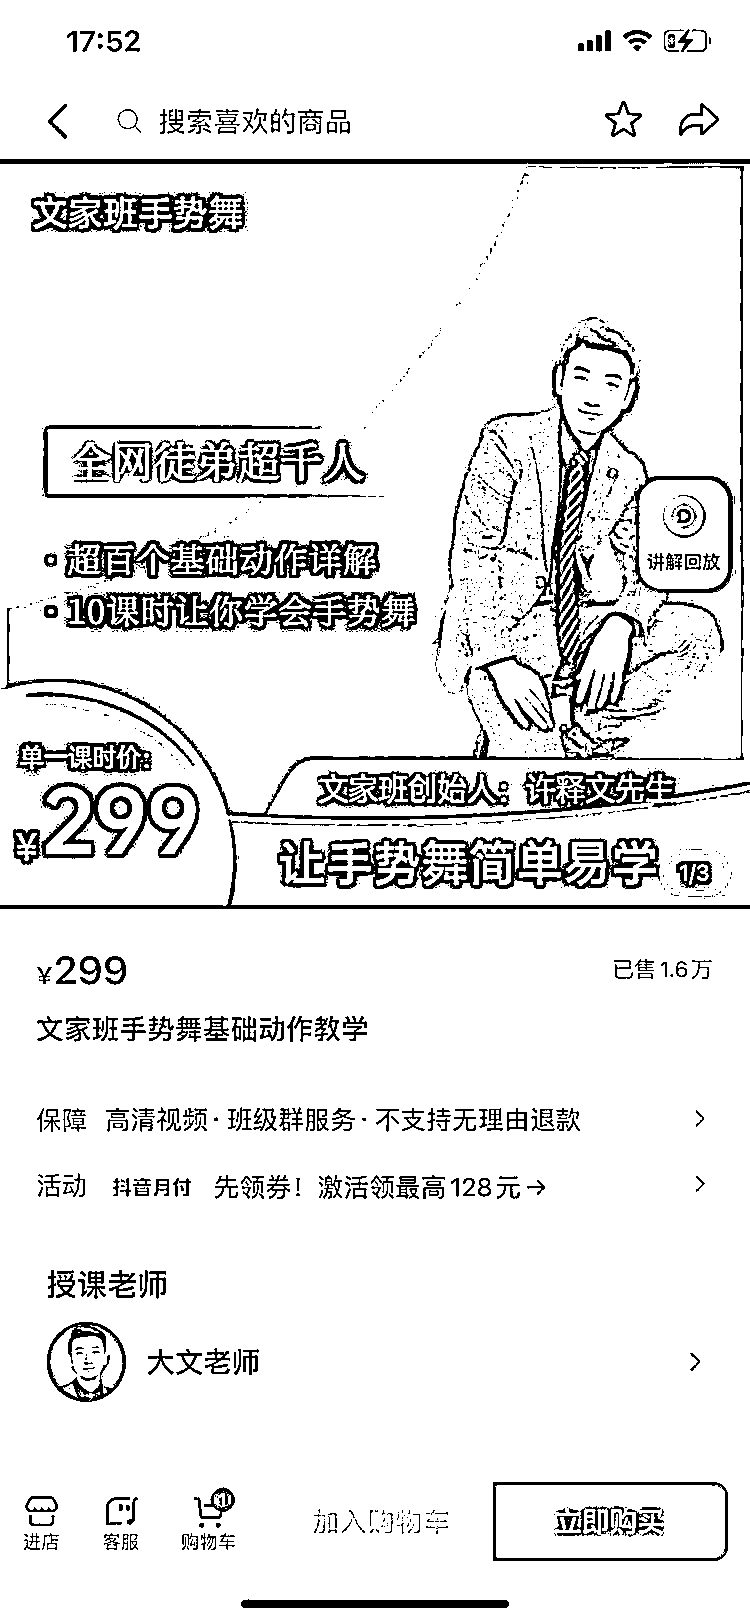 17:52
搜索喜欢的商品
文家班手势舞
全网徒弟超千人
超百个基础动作详解
10课时让你学会手势舞
讲解回放
单一课时价:
¥299
文家班创始人：许释文先生
让手势舞简单易学
1/3
¥299
已售1.6万
文家班手势舞基础动作教学
保障 高清视频·班级群服务·不支持无理由退款
活动 抖音月付 先领券！激活领最高128元→
授课老师
大文老师
进店
客服
购物车
加入购物车
立即购买